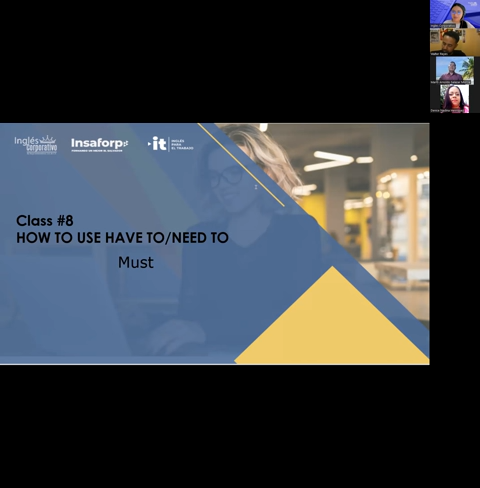 Inglés
Corporativo
Insaforp
it
INGLÉS
PARA
EL TRABAJO
Class #8
HOW TO USE HAVE TO/NEED TO
Must